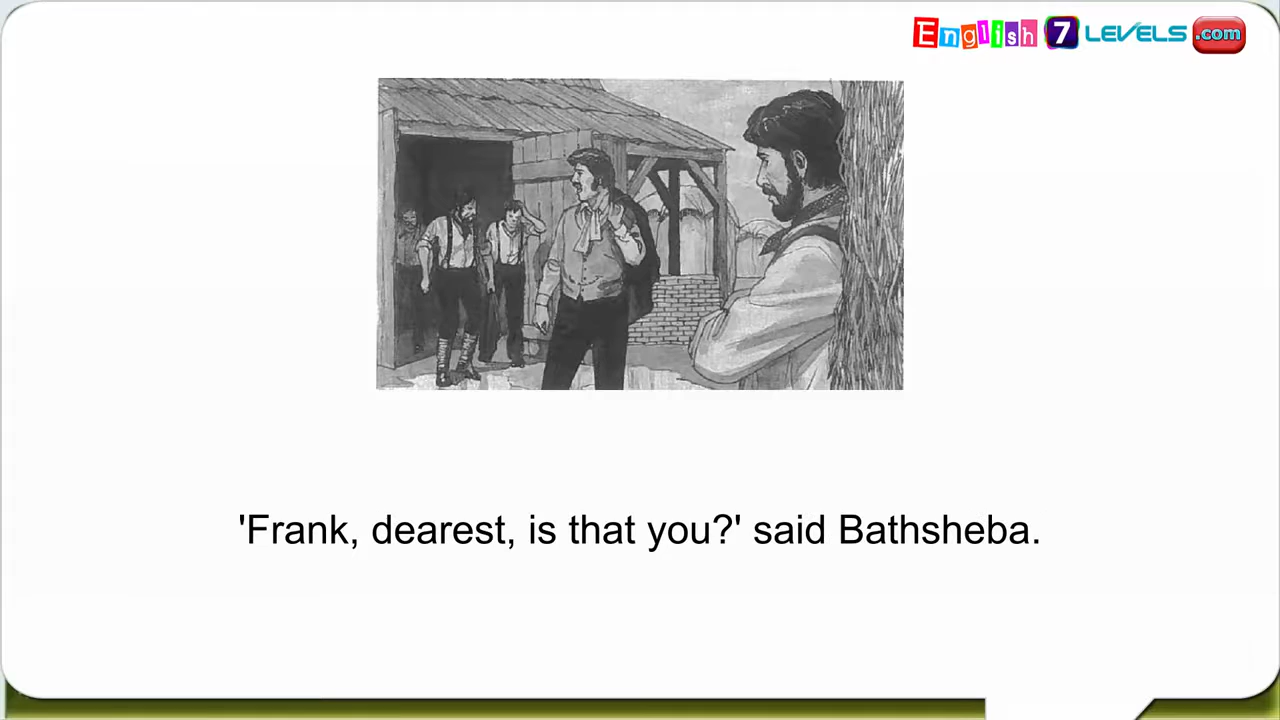 English 7 LEVELS .com
'Frank, dearest, is that you?' said Bathsheba.